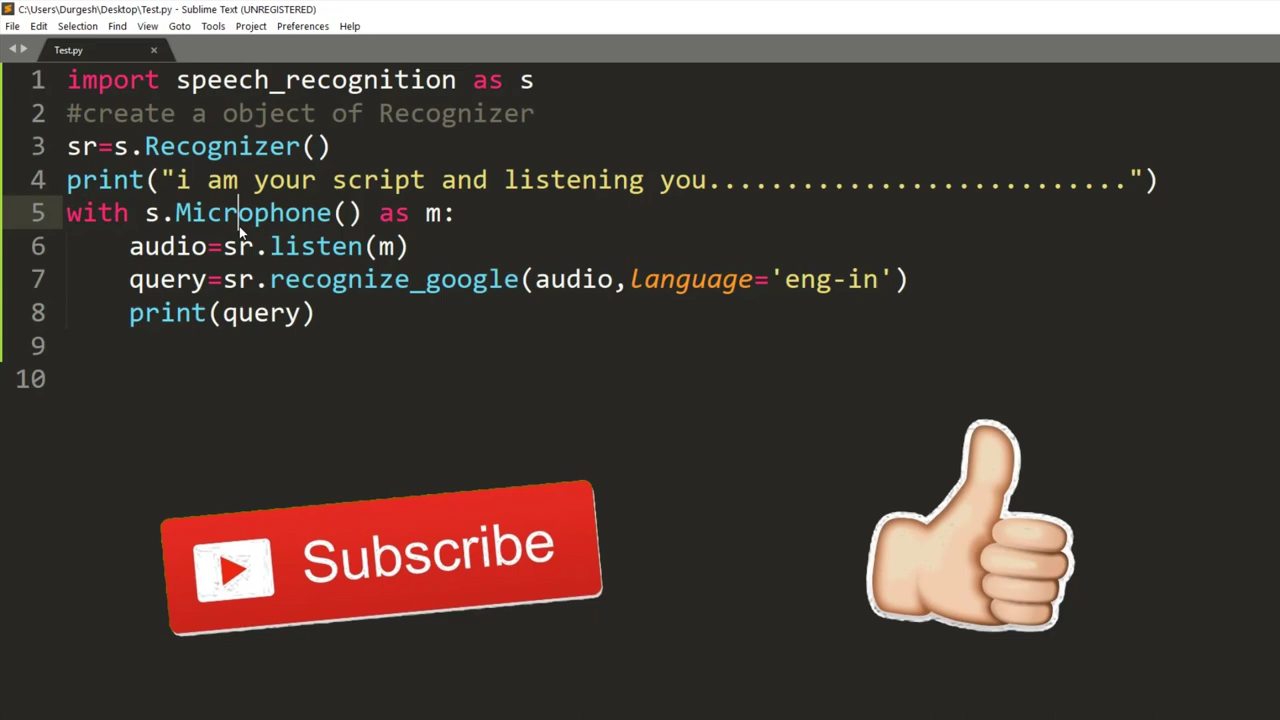 C:\Users\Durgesh\Desktop\Test.py - Sublime Text (UNREGISTERED)
File Edit Selection Find View Goto Tools Project Preferences Help
Test.py ×
1 import speech_recognition as s
2 #create a object of Recognizer
3 sr=s.Recognizer()
4 print("i am your script and listening you...........................")
5 with s.Microphone() as m:
6     audio=sr.listen(m)
7     query=sr.recognize_google(audio,language='eng-in')
8     print(query)
9
10
Subscribe